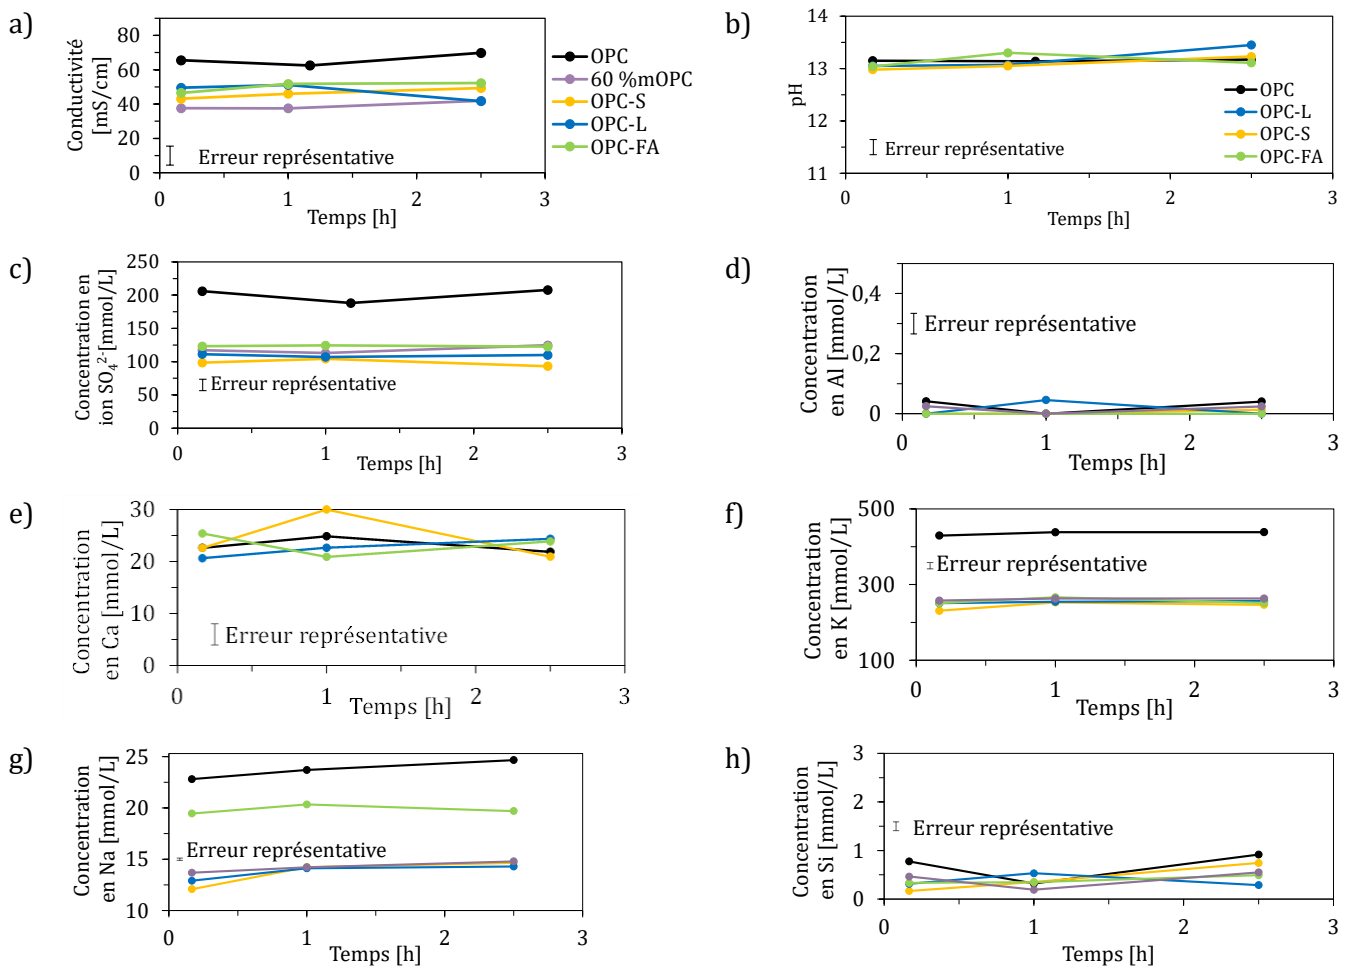 a)
Conductivité
[mS/cm]
80
60
40
20
0
0
1
2
3
Temps [h]
Erreur représentative
OPC
60 %mOPC
OPC-S
OPC-L
OPC-FA
b)
pH
14
13
12
11
0
1
2
3
Temps [h]
Erreur représentative
OPC
OPC-L
OPC-S
OPC-FA
c)
Concentration en
ion SO₄²⁻[mmol/L]
250
200
150
100
50
0
0
1
2
3
Temps [h]
Erreur représentative
d)
Concentration
en Al [mmol/L]
0,4
0,2
0
0
1
2
3
Temps [h]
Erreur représentative
e)
Concentration
en Ca [mmol/L]
30
20
10
0
0
1
2
3
Temps [h]
Erreur représentative
f)
Concentration
en K [mmol/L]
500
300
100
0
1
2
3
Temps [h]
Erreur représentative
g)
Concentration
en Na [mmol/L]
25
20
15
10
0
1
2
3
Temps [h]
Erreur représentative
h)
Concentration
en Si [mmol/L]
3
2
1
0
0
1
2
3
Temps [h]
Erreur représentative